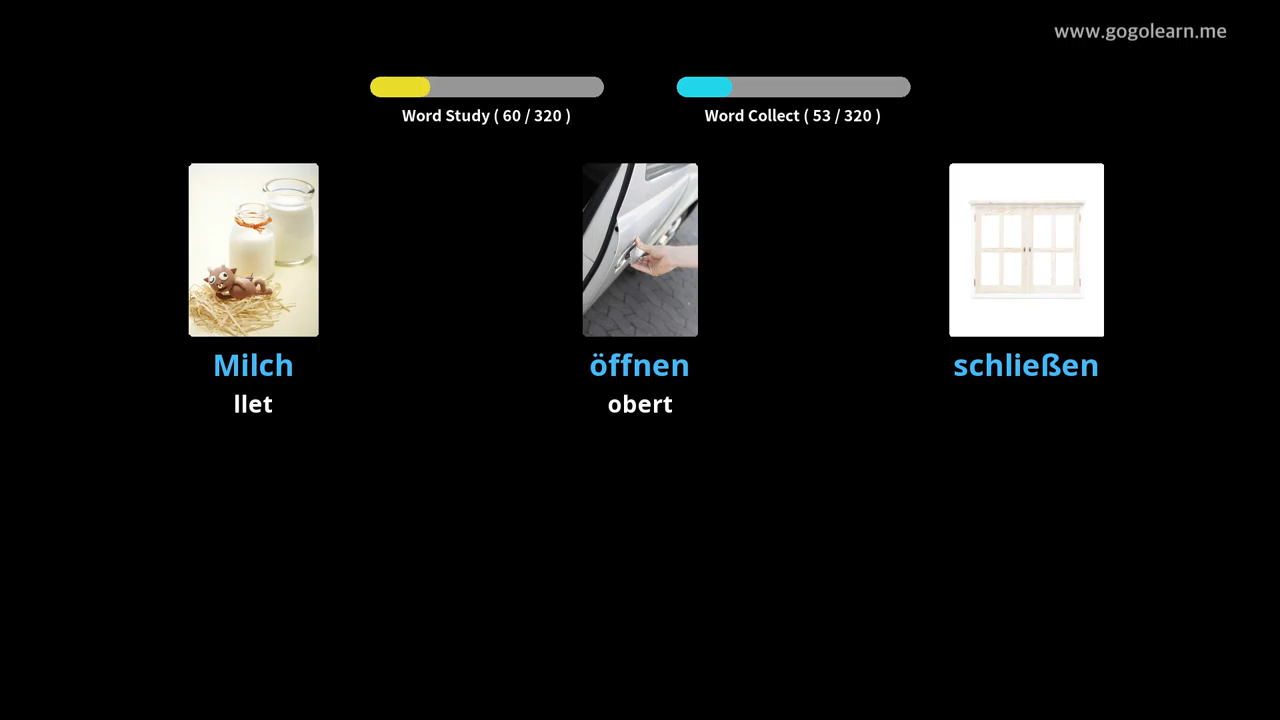 www.gogolearn.me
Word Study ( 60 / 320 )
Word Collect ( 53 / 320 )
Milch
öffnen
schließen
llet
obert